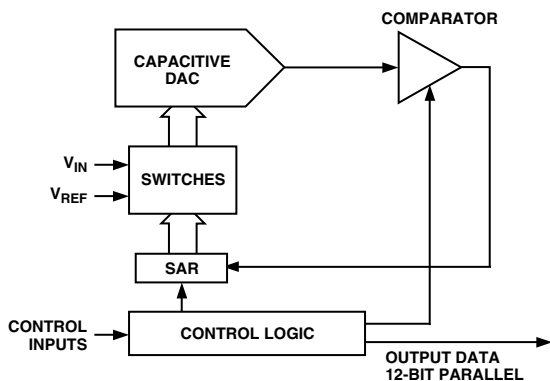 COMPARATOR
CAPACITIVE
DAC
VIN
VREF
SWITCHES
SAR
CONTROL
INPUTS
CONTROL LOGIC
OUTPUT DATA
12-BIT PARALLEL